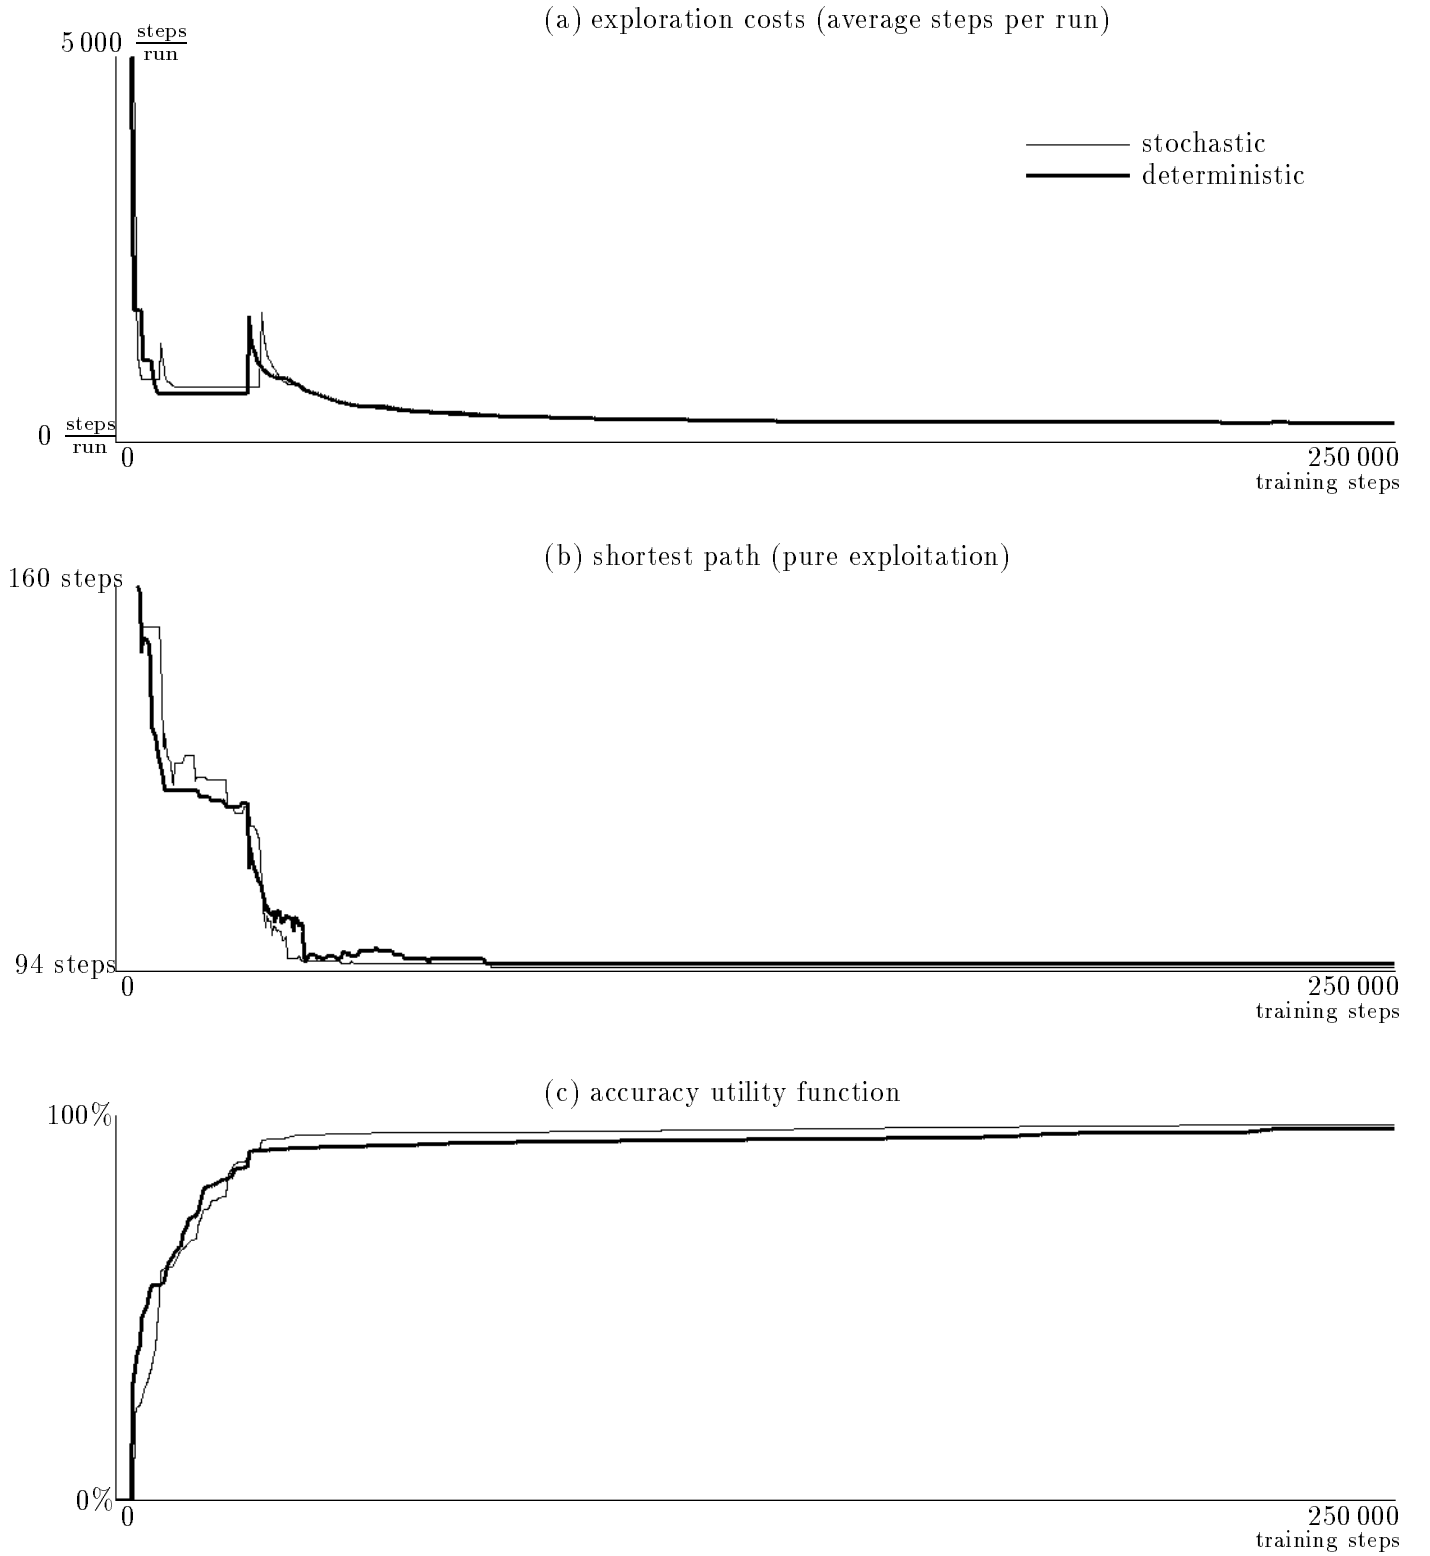 (a) exploration costs (average steps per run)
5 000 steps/run
stochastic
deterministic
0 steps/run
0
250 000
training steps
(b) shortest path (pure exploitation)
160 steps
94 steps
0
250 000
training steps
(c) accuracy utility function
100%
0%
0
250 000
training steps